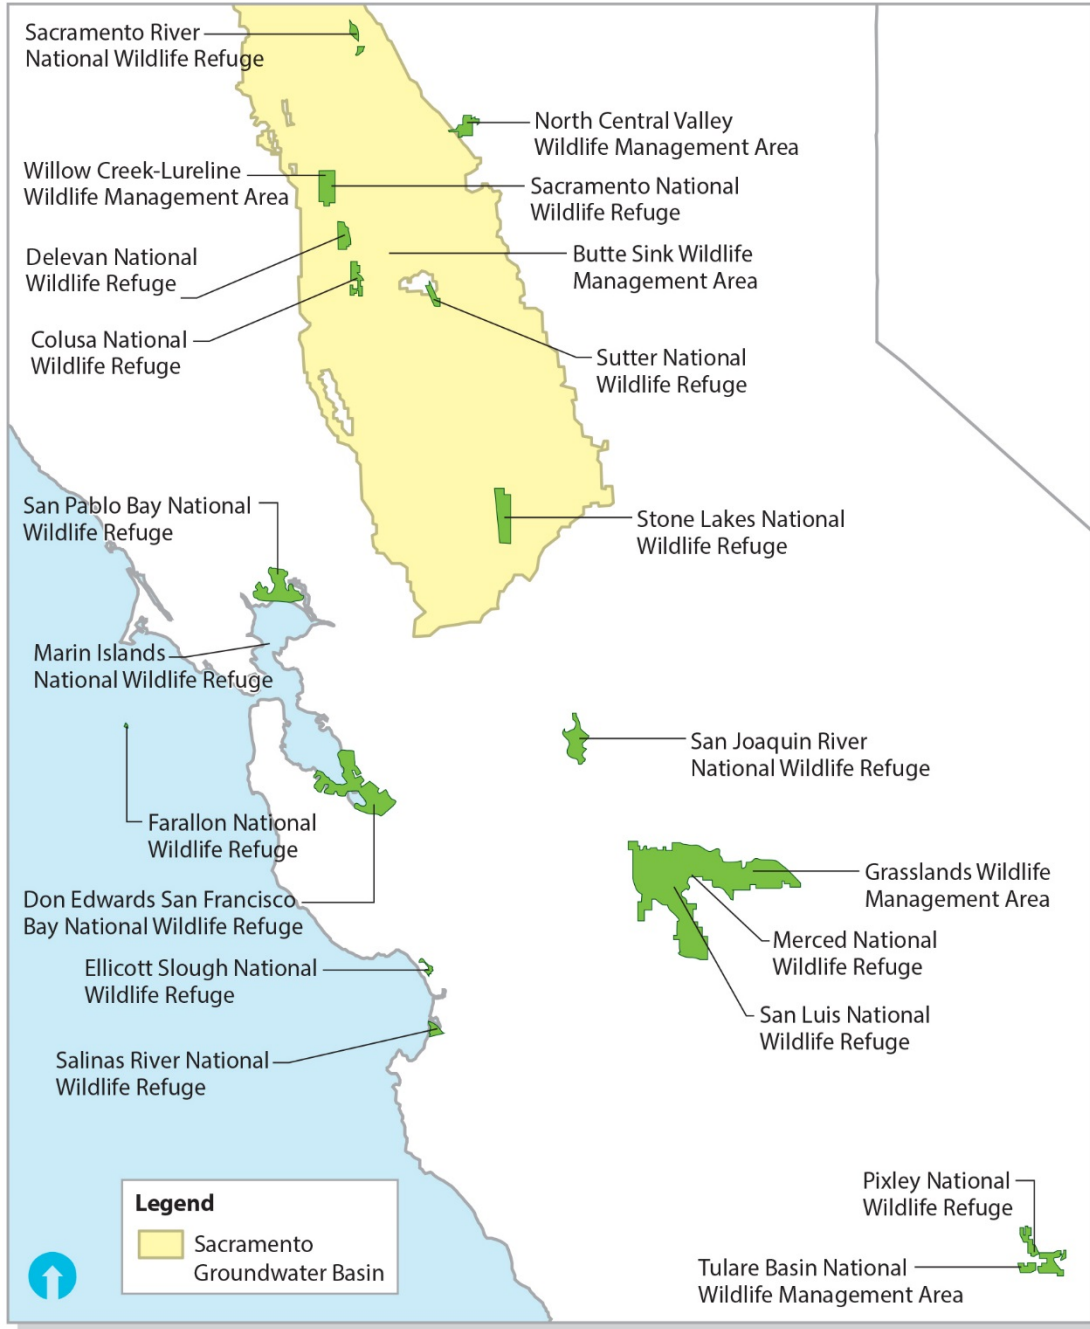 Sacramento River
National Wildlife Refuge
North Central Valley
Wildlife Management Area
Willow Creek-Lureline
Wildlife Management Area
Sacramento National
Wildlife Refuge
Delevan National
Wildlife Refuge
Butte Sink Wildlife
Management Area
Colusa National
Wildlife Refuge
Sutter National
Wildlife Refuge
San Pablo Bay National
Wildlife Refuge
Stone Lakes National
Wildlife Refuge
Marin Islands
National Wildlife Refuge
San Joaquin River
National Wildlife Refuge
Farallon National
Wildlife Refuge
Grasslands Wildlife
Management Area
Don Edwards San Francisco
Bay National Wildlife Refuge
Merced National
Wildlife Refuge
Ellicott Slough National
Wildlife Refuge
San Luis National
Wildlife Refuge
Salinas River National
Wildlife Refuge
Pixley National
Wildlife Refuge
Tulare Basin National
Wildlife Management Area
Legend
Sacramento
Groundwater Basin